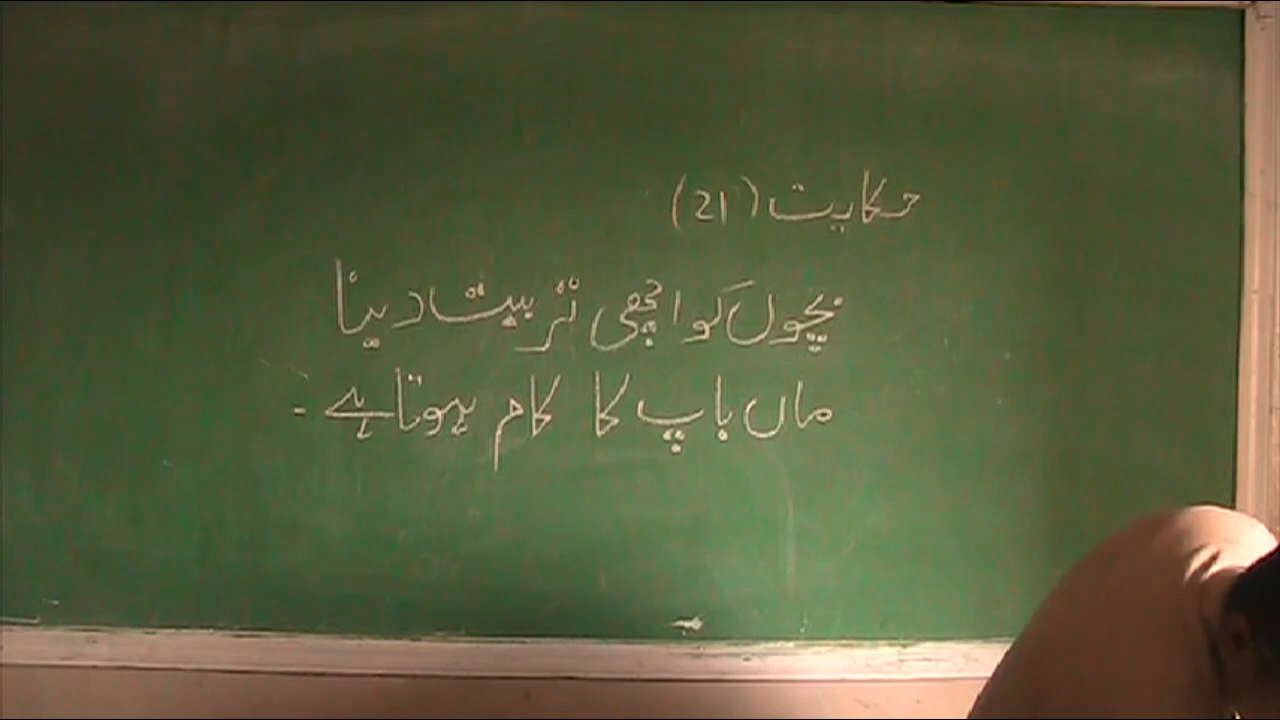 حکایت (21)
بچوں کو اچھی تربیت دینا
ماں باپ کا کام ہوتا ہے۔